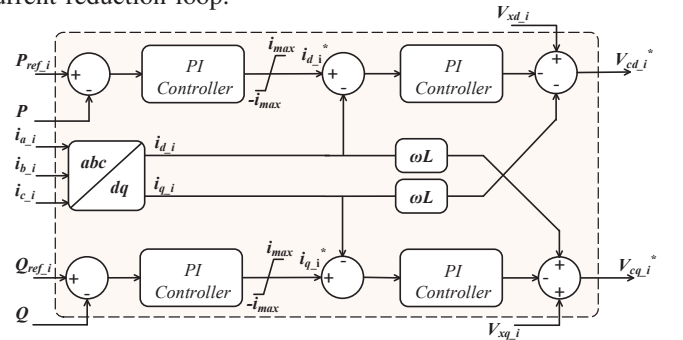 urrent reduction loop.
V_xd_i
P_ref_i
+
-
PI
Controller
i_max
-i_max
i_d_i*
+
-
PI
Controller
+
-
-
V_cd_i*
P
i_a_i
i_b_i
i_c_i
abc
dq
i_d_i
i_q_i
ωL
ωL
Q_ref_i
+
-
PI
Controller
i_max
-i_max
i_q_i*
+
-
PI
Controller
+
-
+
V_cq_i*
Q
V_xq_i